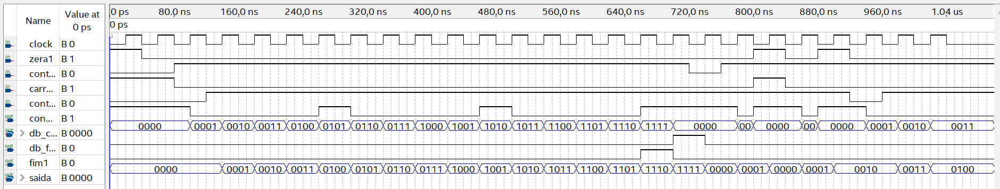 Name Value at 0 ps 0 ps 80.0 ns 160,0 ns 240,0 ns 320,0 ns 400,0 ns 480,0 ns 560,0 ns 640,0 ns 720,0 ns 800,0 ns 880,0 ns 960,0 ns 1.04 us
0 ps
in clock B 0
in zera1 B 1
in cont... B 0
in carr... B 1
in cont... B 0
out con... B 1
out db_c... B 0000 0000 0001 0010 0011 0100 0101 0110 0111 1000 1001 1010 1011 1100 1101 1110 1111 0000 00 0000 00 0000 0001 0010 0011
out db_f... B 0
out fim1 B 0
out saida B 0000 0000 0001 0010 0011 0100 0101 0110 0111 1000 1001 1010 1011 1100 1101 1110 1111 0000 0001 0000 0001 0010 0011 0100